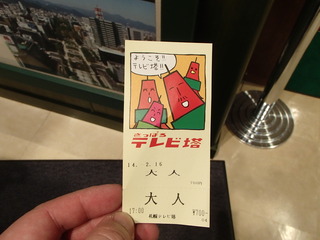 ようこそ!!
テレビ塔!!
さっぽろ
テレビ塔
14. 2.16
大人
大人
17:00
札幌テレビ塔
¥700-